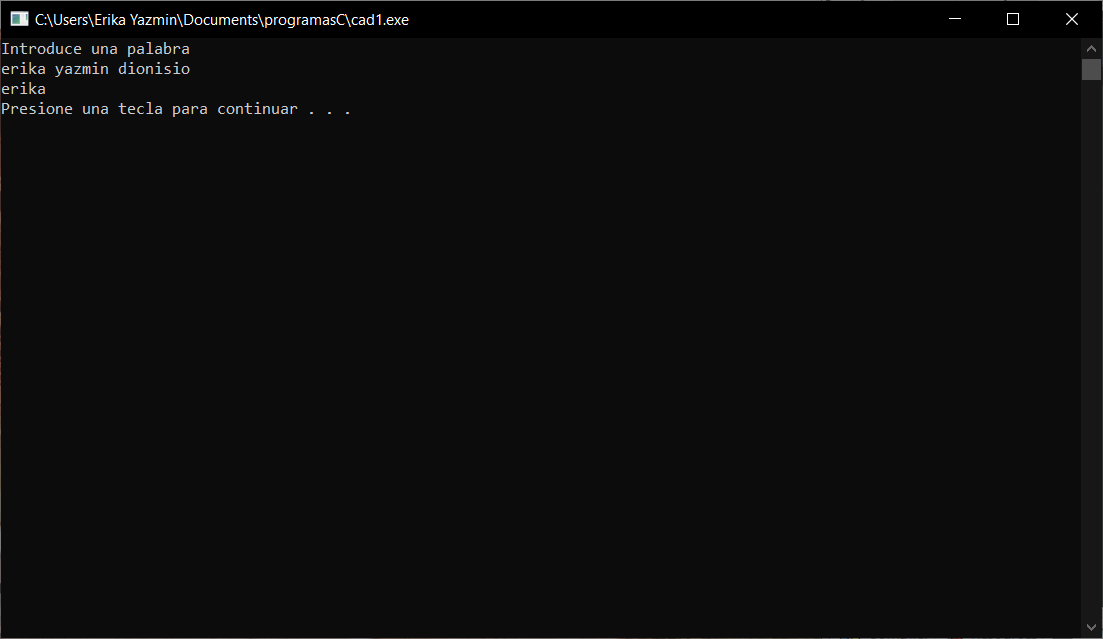 C:\Users\Erika Yazmin\Documents\programasC\cad1.exe
Introduce una palabra
erika yazmin dionisio
erika
Presione una tecla para continuar . . .